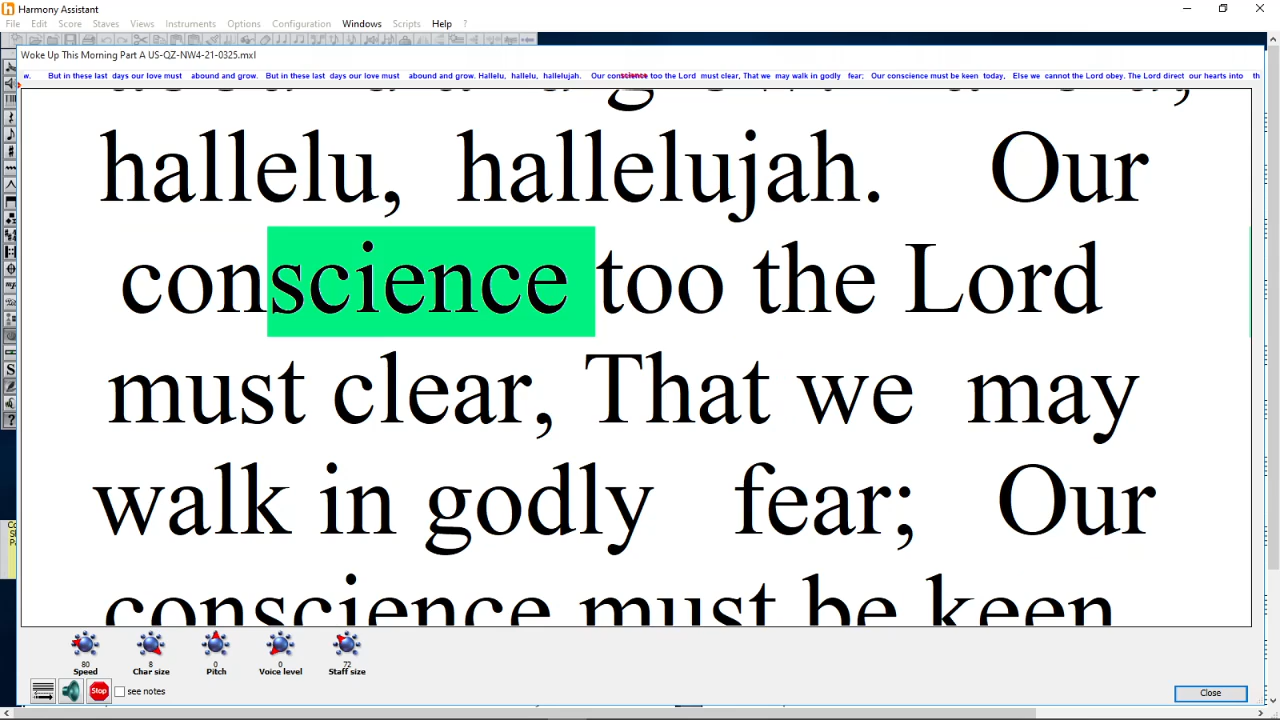 Harmony Assistant
File Edit Score Staves Views Instruments Options Configuration Windows Scripts Help ?
Woke Up This Morning Part A US-QZ-NW4-21-0325.mxl
w. But in these last days our love must abound and grow. But in these last days our love must abound and grow. Hallelu, hallelu, hallelujah. Our conscience too the Lord must clear, That we may walk in godly fear; Our conscience must be keen today, Else we cannot the Lord obey. The Lord direct our hearts into th
hallelu, hallelujah. Our
conscience too the Lord
must clear, That we may
walk in godly fear; Our
conscience must be keen
80 8 0 0 72
Speed Char size Pitch Voice level Staff size
Stop see notes Close